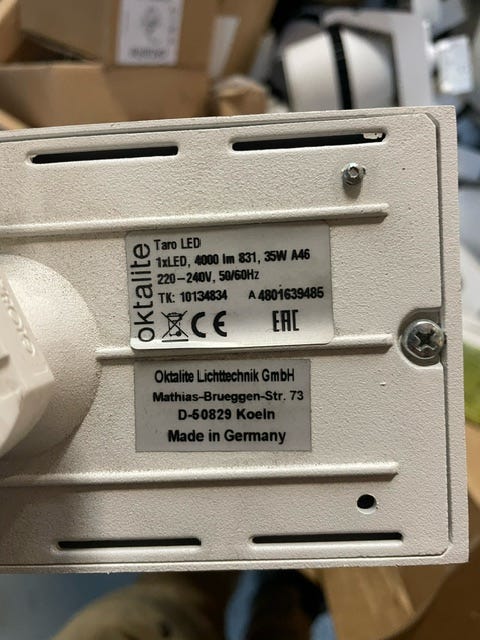 oktalite
Taro LED
1xLED, 4000 lm 831, 35W A46
220-240V, 50/60Hz
TK: 10134834 A 4801639485
CE EAC
Oktalite Lichttechnik GmbH
Mathias-Brueggen-Str. 73
D-50829 Koeln
Made in Germany